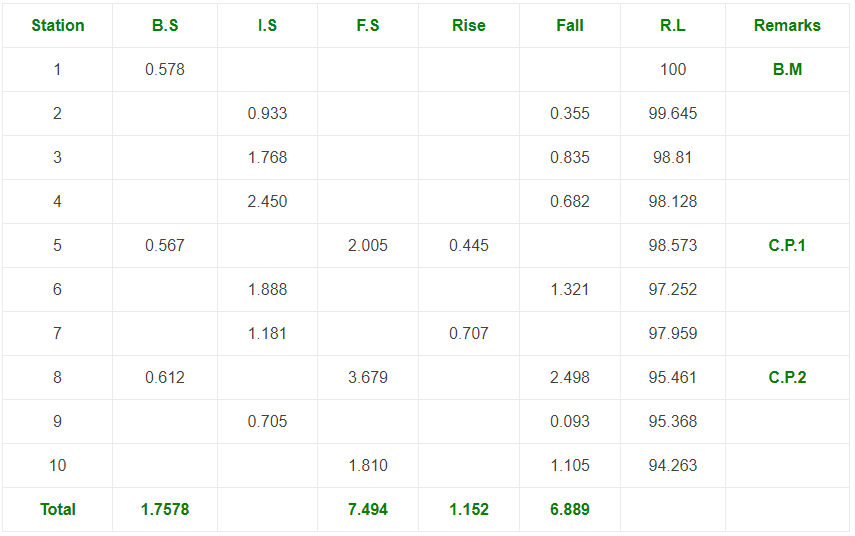 Station B.S I.S F.S Rise Fall R.L Remarks
1 0.578 100 B.M
2 0.933 0.355 99.645
3 1.768 0.835 98.81
4 2.450 0.682 98.128
5 0.567 2.005 0.445 98.573 C.P.1
6 1.888 1.321 97.252
7 1.181 0.707 97.959
8 0.612 3.679 2.498 95.461 C.P.2
9 0.705 0.093 95.368
10 1.810 1.105 94.263
Total 1.7578 7.494 1.152 6.889